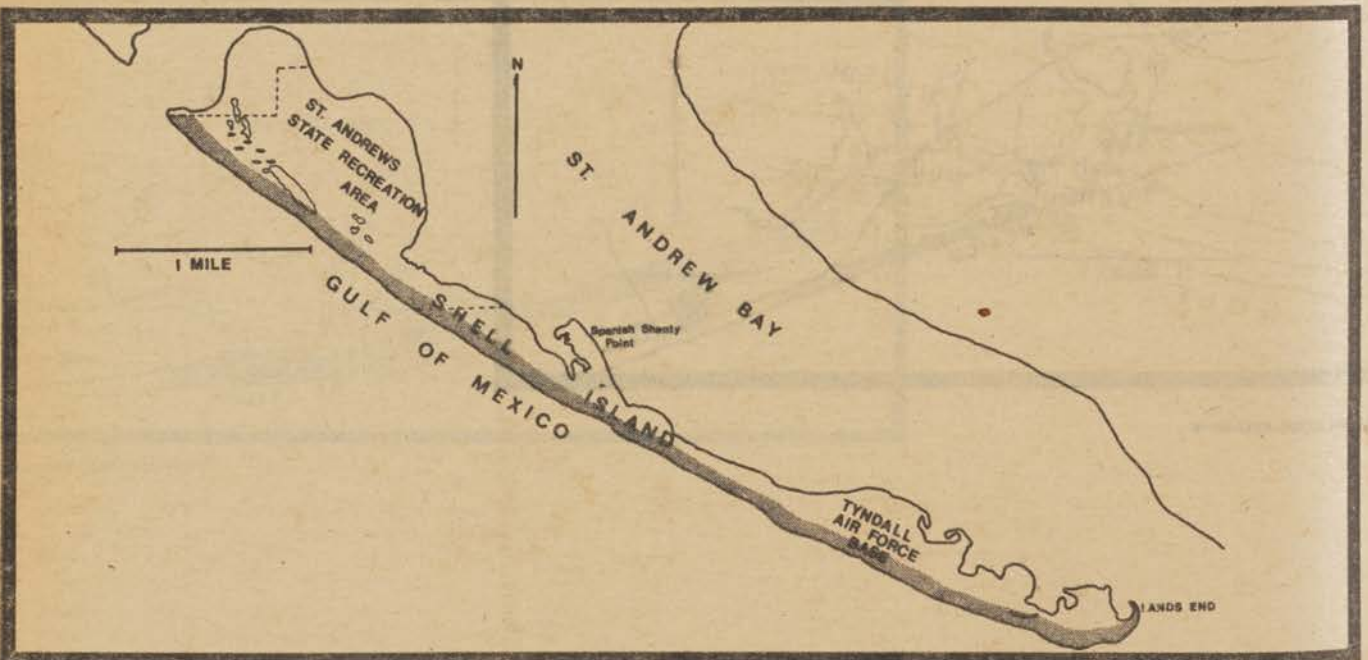 N
ST. ANDREWS
STATE RECREATION
AREA
ST. ANDREW BAY
1 MILE
GULF OF MEXICO
SHELL ISLAND
Spanish Shanty
Point
TYNDALL
AIR FORCE
BASE
LANDS END